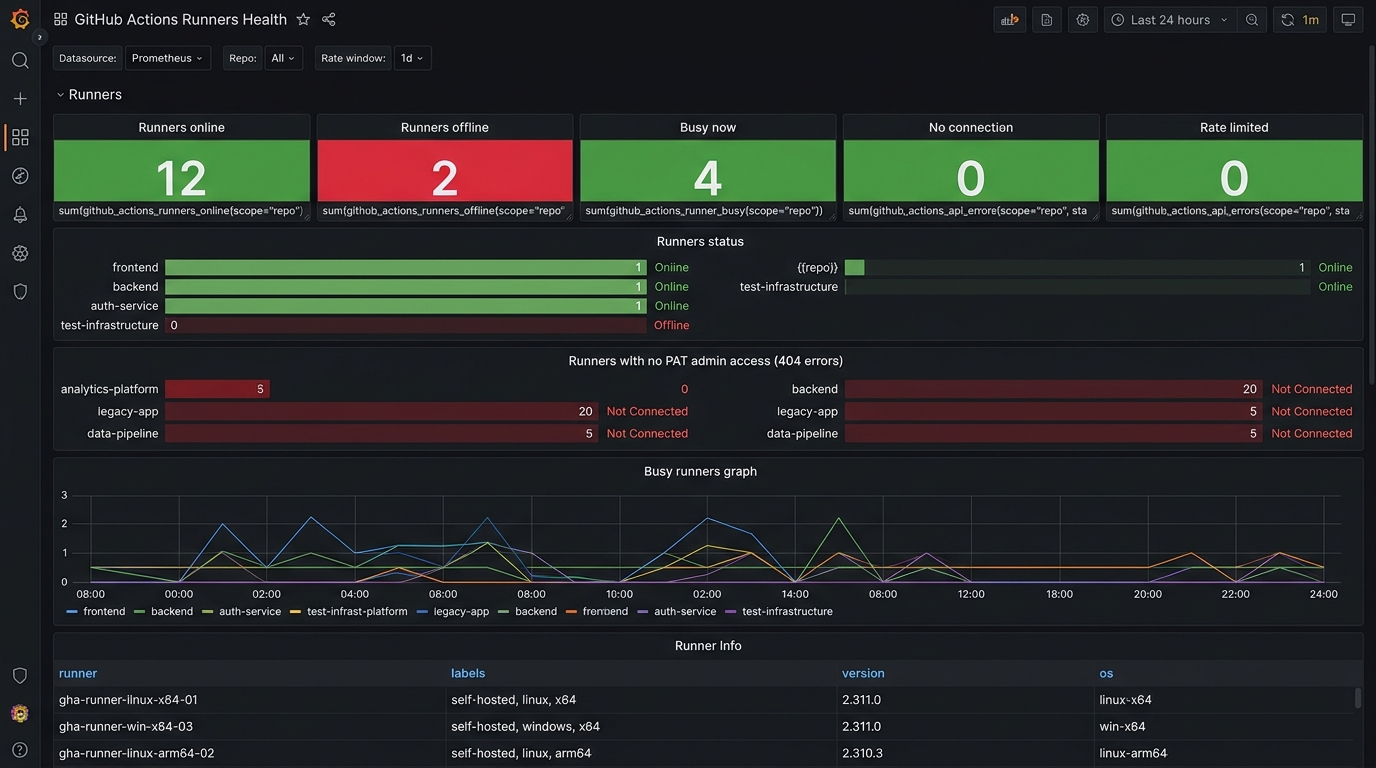 GitHub Actions Runners Health
Last 24 hours
1m
Datasource: Prometheus Repo: All Rate window: 1d
Runners
Runners online
12
sum(github_actions_runners_online(scope="repo")
Runners offline
2
sum(github_actions_runners_offline(scope="repo"
Busy now
4
sum(github_actions_runner_busy(scope="repo"))
No connection
0
sum(github_actions_api_errore(scope="repo", sta
Rate limited
0
sum(github_actions_api_errors(scope="repo", sta
Runners status
frontend 1 Online
backend 1 Online
auth-service 1 Online
test-infrastructure 0 Offline
{{repo}} 1 Online
test-infrastructure Online
Runners with no PAT admin access (404 errors)
analytics-platform 5 0
legacy-app 20 Not Connected
data-pipeline 5 Not Connected
backend 20 Not Connected
legacy-app 5 Not Connected
data-pipeline 5 Not Connected
Busy runners graph
3
2
1
0
08:00 00:00 02:00 04:00 06:00 08:00 10:00 02:00 14:00 08:00 12:00 18:00 20:00 22:00 24:00
frontend backend auth-service test-infrast-platform legacy-app backend frombend auth-service test-infrastructure
Runner Info
runner labels version os
gha-runner-linux-x64-01 self-hosted, linux, x64 2.311.0 linux-x64
gha-runner-win-x64-03 self-hosted, windows, x64 2.311.0 win-x64
gha-runner-linux-arm64-02 self-hosted, linux, arm64 2.310.3 linux-arm64